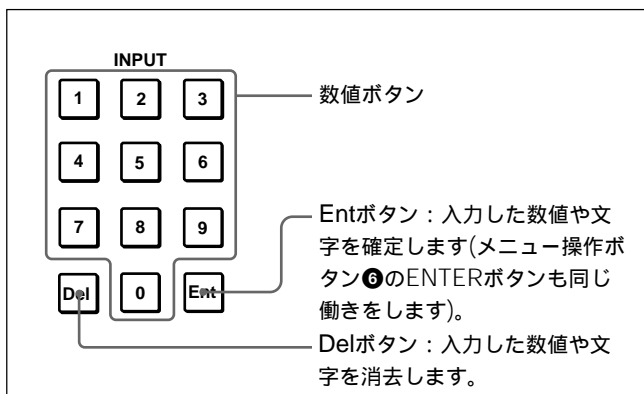 INPUT
1 2 3
数値ボタン
4 5 6
7 8 9
Entボタン：入力した数値や文
字を確定します(メニュー操作ボ
タン❻のENTERボタンも同じ
働きをします)。
Del 0 Ent
Delボタン：入力した数値や文
字を消去します。